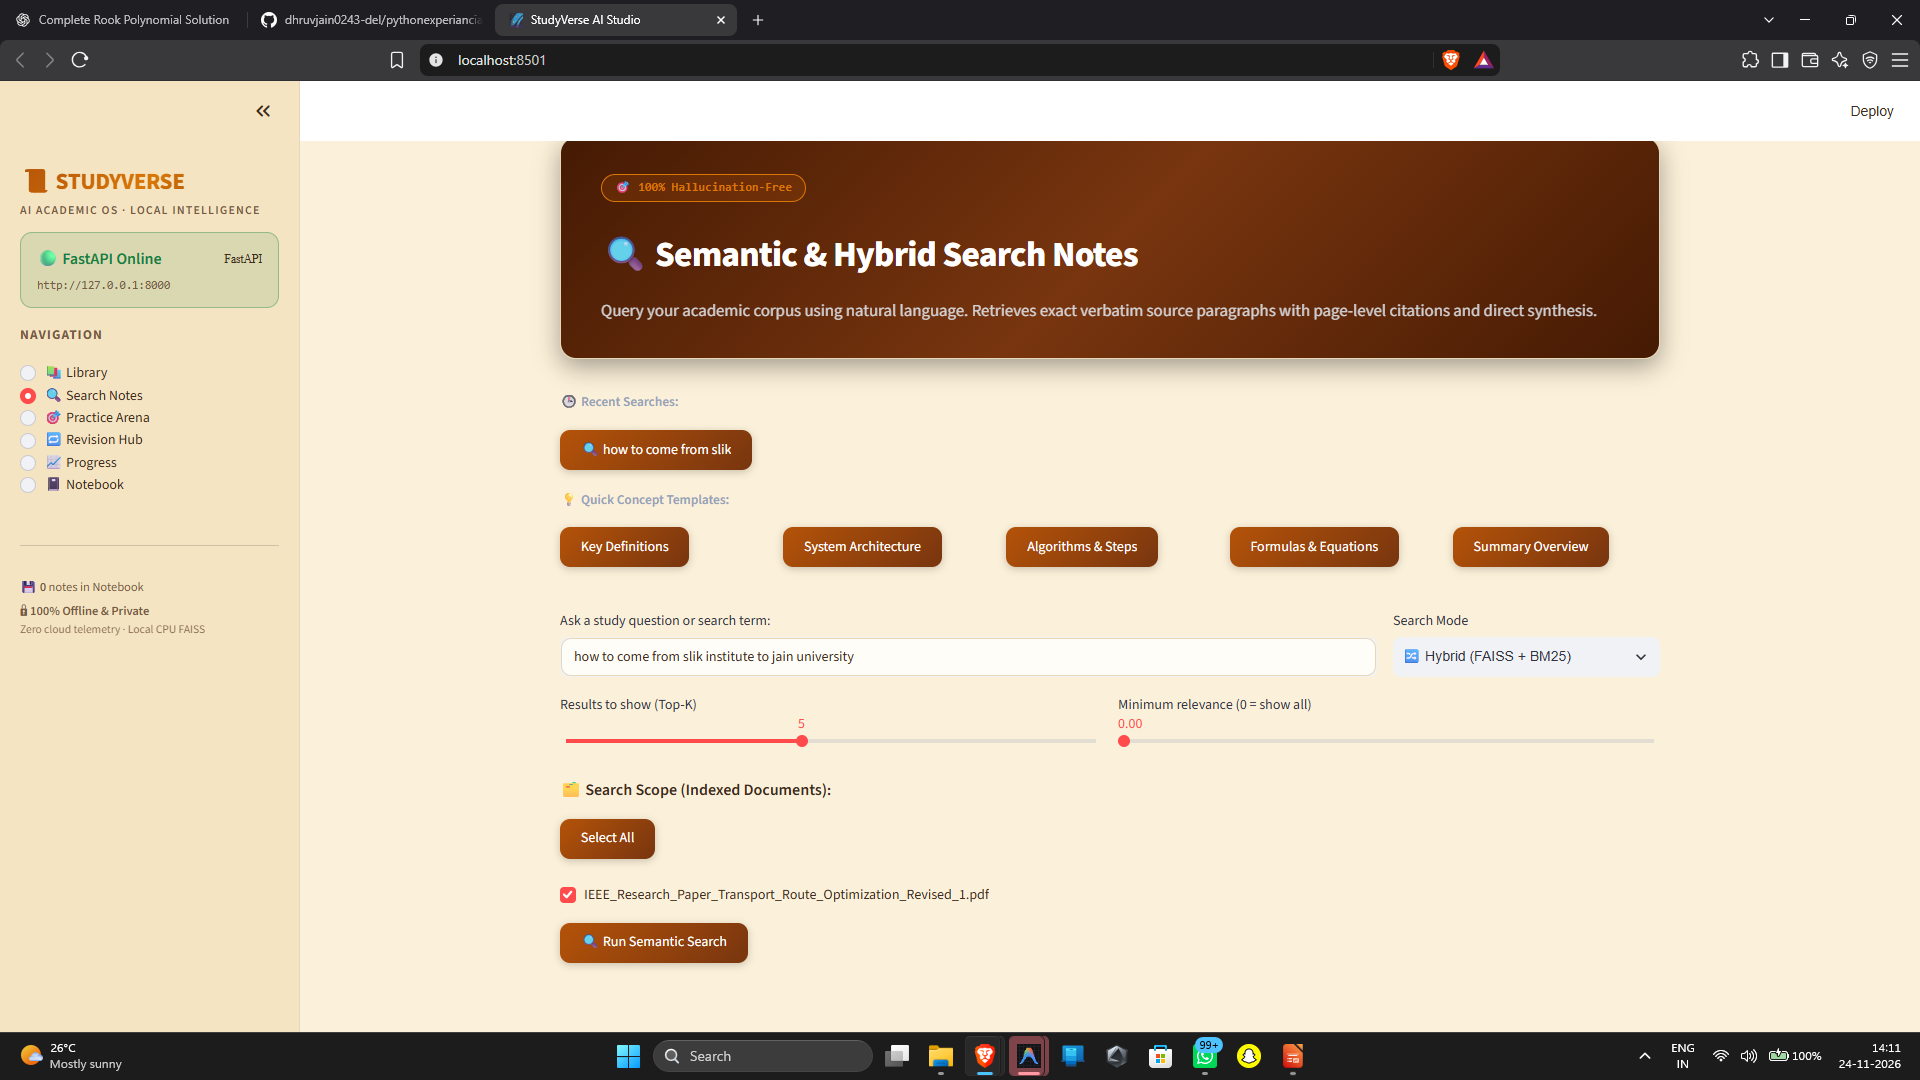 Complete Rook Polynomial Solution
dhruvjain0243-del/pythonexperiancia
StudyVerse AI Studio
localhost:8501
Deploy
STUDYVERSE
AI ACADEMIC OS · LOCAL INTELLIGENCE
FastAPI Online
FastAPI
http://127.0.0.1:8000
NAVIGATION
Library
Search Notes
Practice Arena
Revision Hub
Progress
Notebook
0 notes in Notebook
100% Offline & Private
Zero cloud telemetry · Local CPU FAISS
100% Hallucination-Free
Semantic & Hybrid Search Notes
Query your academic corpus using natural language. Retrieves exact verbatim source paragraphs with page-level citations and direct synthesis.
Recent Searches:
how to come from slik
Quick Concept Templates:
Key Definitions
System Architecture
Algorithms & Steps
Formulas & Equations
Summary Overview
Ask a study question or search term:
Search Mode
how to come from slik institute to jain university
Hybrid (FAISS + BM25)
Results to show (Top-K)
Minimum relevance (0 = show all)
5
0.00
Search Scope (Indexed Documents):
Select All
IEEE_Research_Paper_Transport_Route_Optimization_Revised_1.pdf
Run Semantic Search
26°C
Mostly sunny
Search
99+
ENG
IN
100%
14:11
24-11-2026